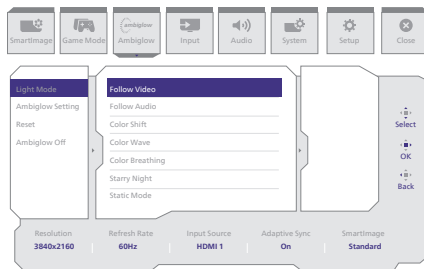 SmartImage
Game Mode
ambiglow
Ambiglow
Input
Audio
System
Setup
Close
Light Mode
Ambiglow Setting
Reset
Ambiglow Off
Follow Video
Follow Audio
Color Shift
Color Wave
Color Breathing
Starry Night
Static Mode
Select
OK
Back
Resolution
3840x2160
Refresh Rate
60Hz
Input Source
HDMI 1
Adaptive Sync
On
SmartImage
Standard